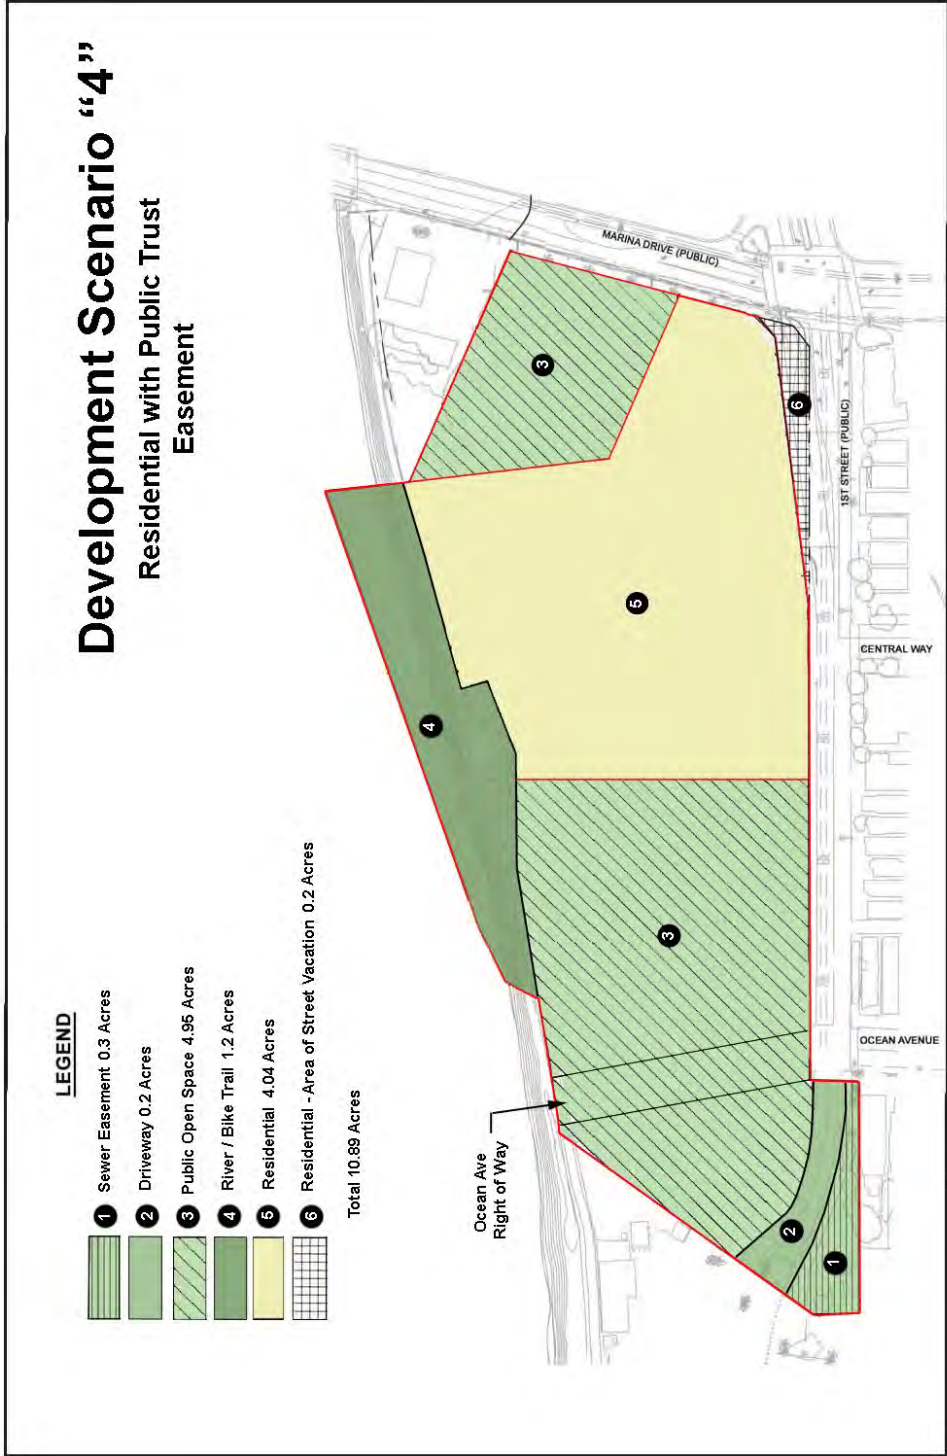 Development Scenario “4”
Residential with Public Trust
Easement
LEGEND
1 Sewer Easement 0.3 Acres
2 Driveway 0.2 Acres
3 Public Open Space 4.95 Acres
4 River / Bike Trail 1.2 Acres
5 Residential 4.04 Acres
6 Residential - Area of Street Vacation 0.2 Acres
Total 10.89 Acres
Ocean Ave
Right of Way
1
2
3
4
5
3
6
MARINA DRIVE (PUBLIC)
1ST STREET (PUBLIC)
CENTRAL WAY
OCEAN AVENUE